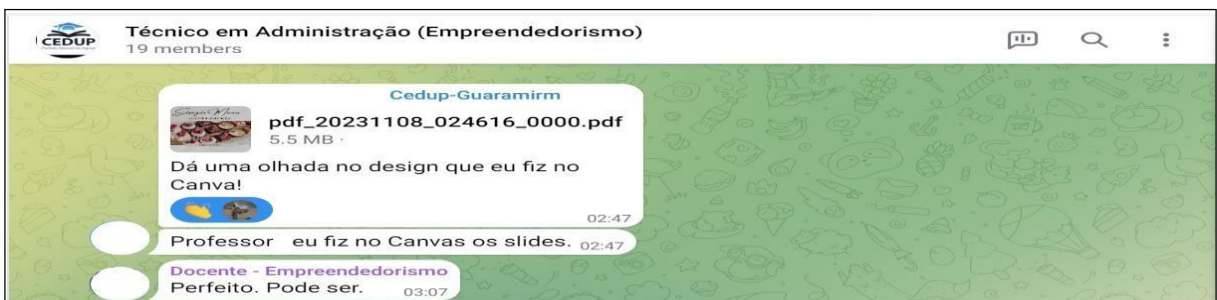 CEDUP
Técnico em Administração (Empreendedorismo)
19 members
Cedup-Guaramirm
pdf_20231108_024616_0000.pdf
5.5 MB ·
Dá uma olhada no design que eu fiz no
Canva!
02:47
Professor eu fiz no Canvas os slides. 02:47
Docente - Empreendedorismo
Perfeito. Pode ser. 03:07